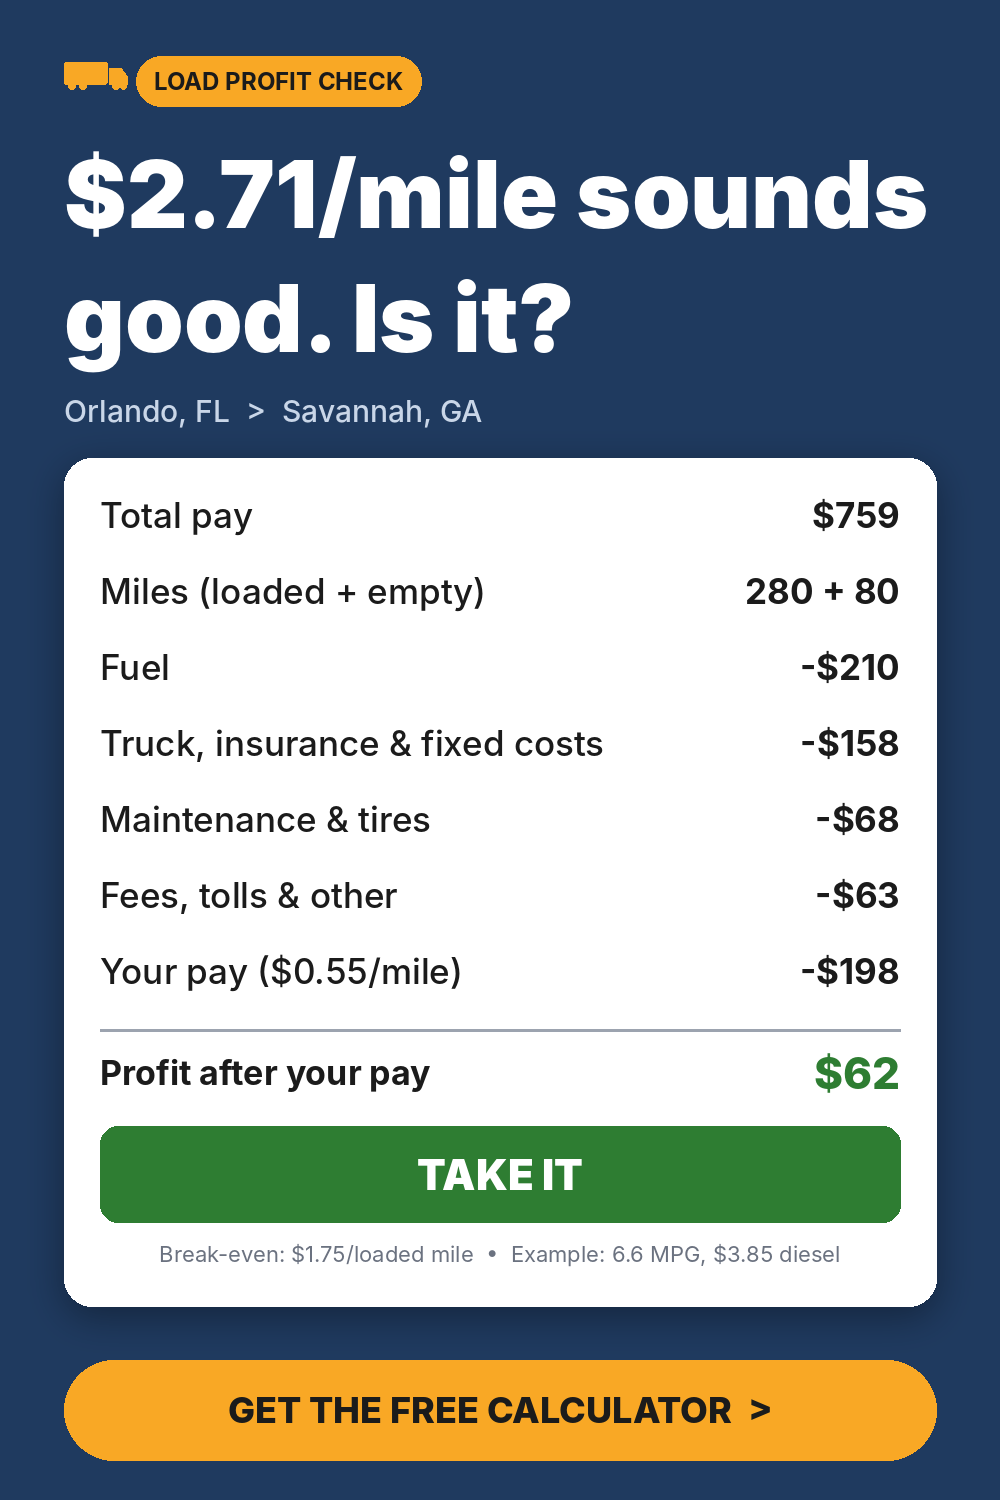 LOAD PROFIT CHECK
$2.71/mile sounds
good. Is it?
Orlando, FL > Savannah, GA
Total pay $759
Miles (loaded + empty) 280 + 80
Fuel -$210
Truck, insurance & fixed costs -$158
Maintenance & tires -$68
Fees, tolls & other -$63
Your pay ($0.55/mile) -$198
Profit after your pay $62
TAKE IT
Break-even: $1.75/loaded mile • Example: 6.6 MPG, $3.85 diesel
GET THE FREE CALCULATOR >